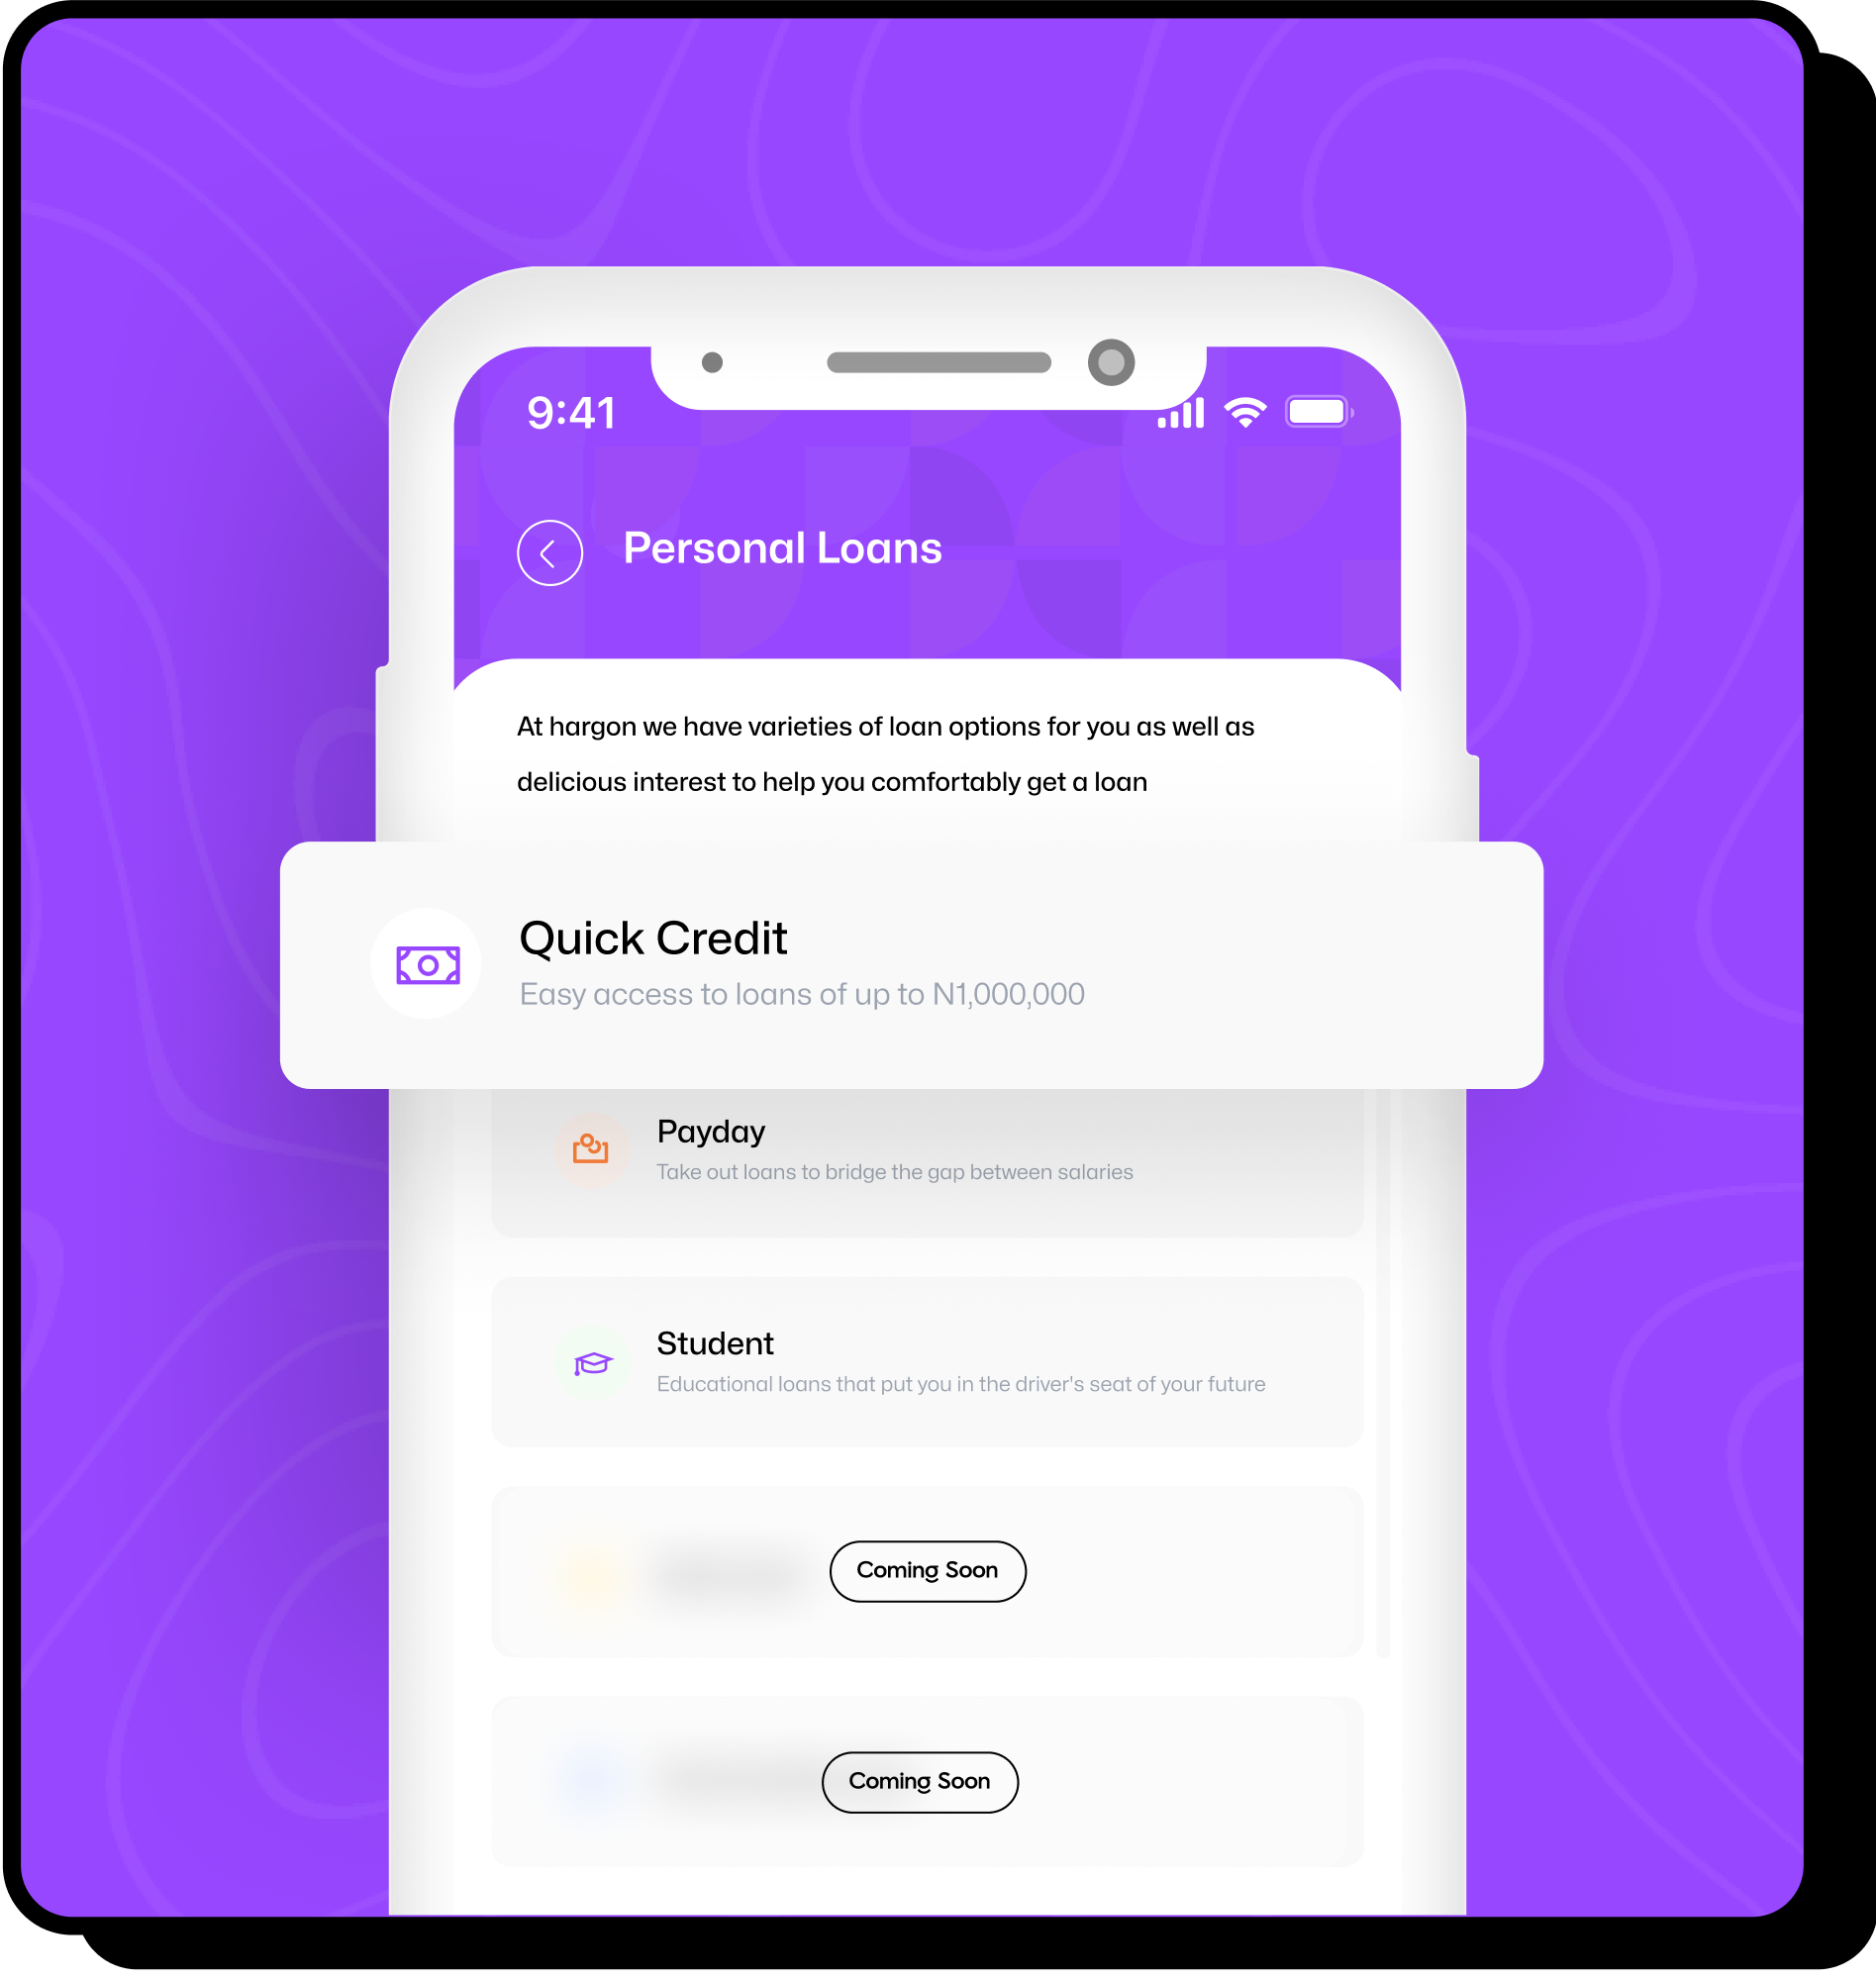 9:41
Personal Loans
At hargon we have varieties of loan options for you as well as
delicious interest to help you comfortably get a loan
Quick Credit
Easy access to loans of up to N1,000,000
Payday
Take out loans to bridge the gap between salaries
Student
Educational loans that put you in the driver's seat of your future
Coming Soon
Coming Soon